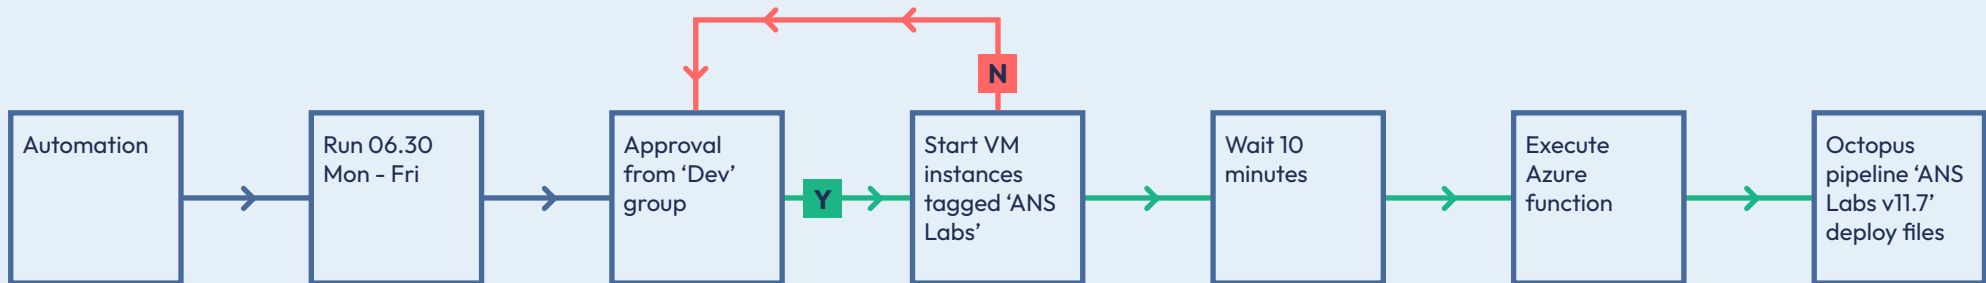 N
Automation
Run 06.30
Mon - Fri
Approval
from ‘Dev’
group
Y
Start VM
instances
tagged ‘ANS
Labs’
Wait 10
minutes
Execute
Azure
function
Octopus
pipeline ‘ANS
Labs v11.7’
deploy files